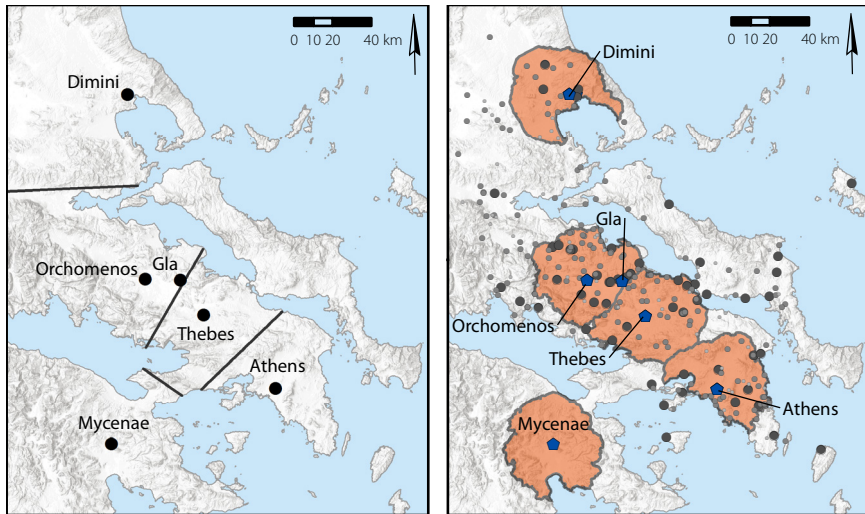 0 10 20 40 km
Dimini
Orchomenos
Gla
Thebes
Athens
Mycenae
0 10 20 40 km
Dimini
Gla
Orchomenos
Thebes
Athens
Mycenae